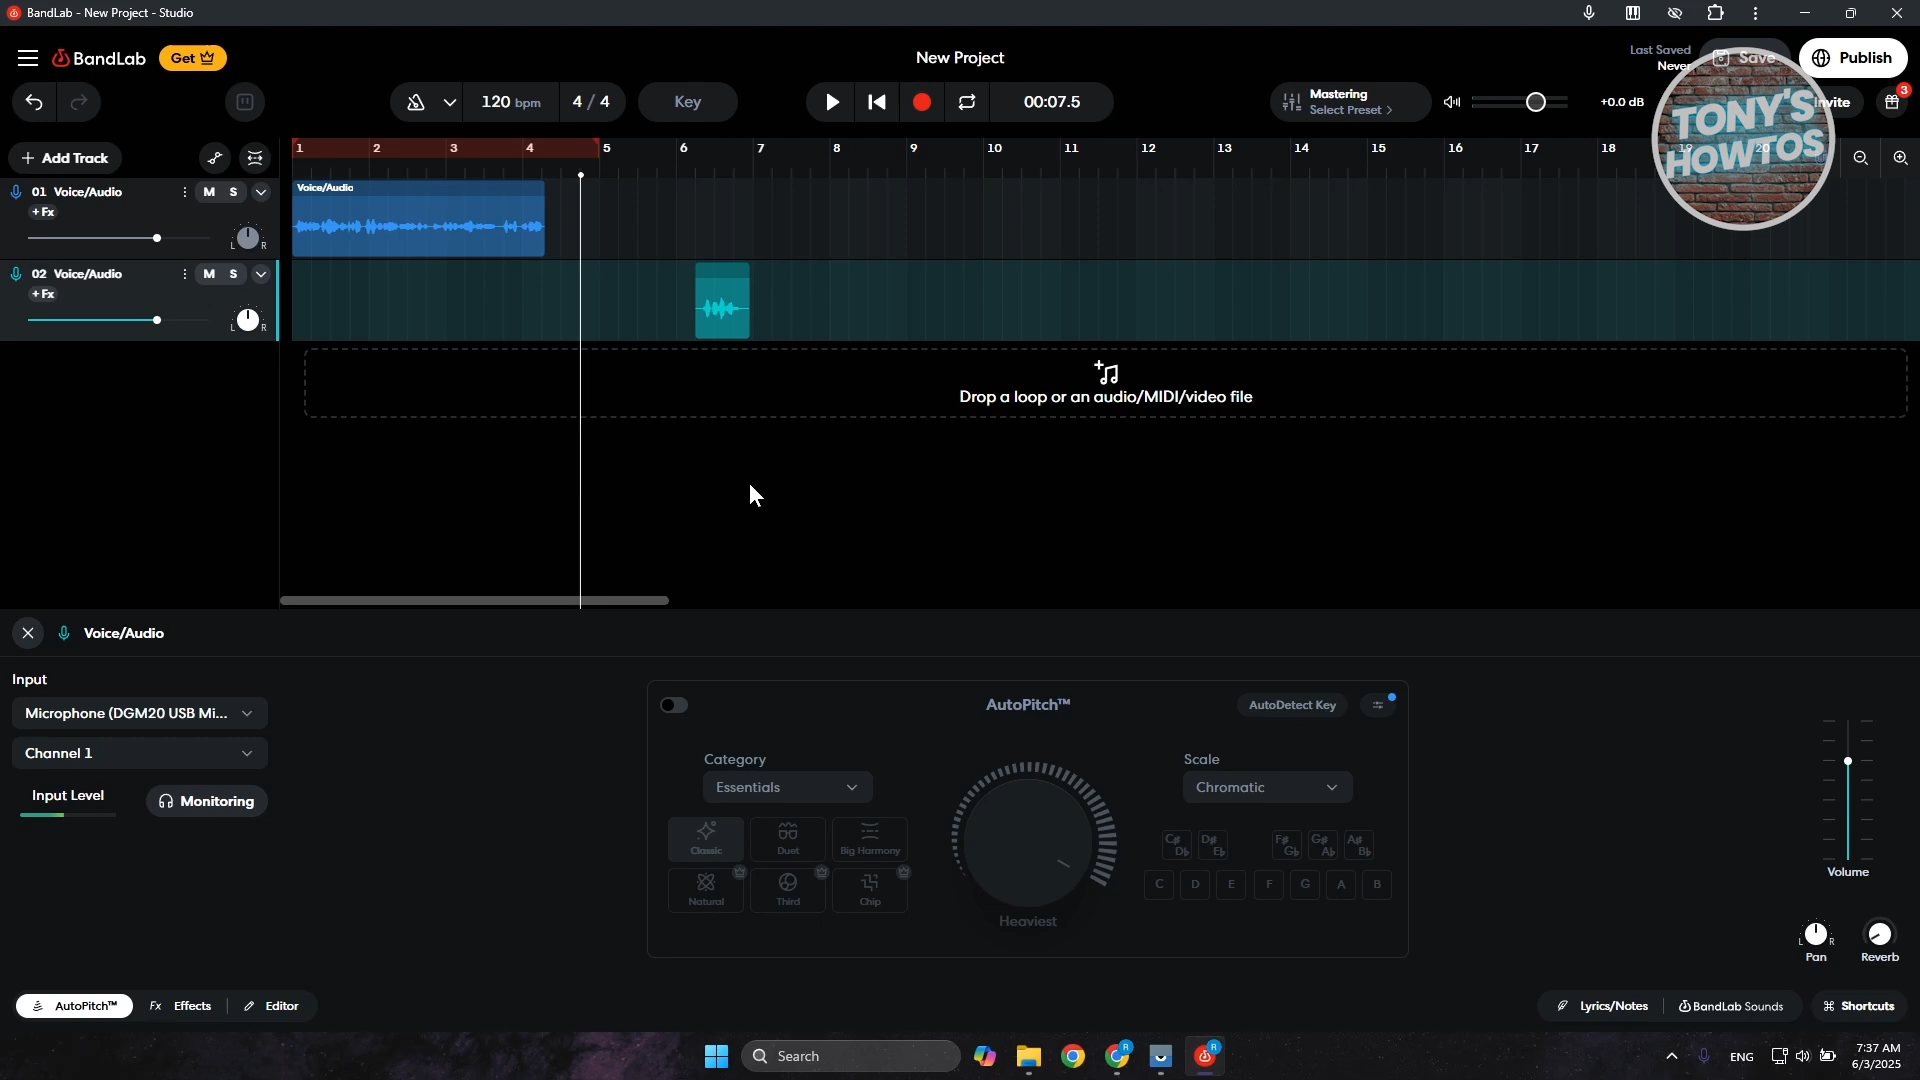 BandLab - New Project - Studio
BandLab
Get
New Project
Last Saved
Never
Save
Publish
120 bpm
4 / 4
Key
00:07.5
Mastering
Select Preset >
+0.0 dB
Invite
3
TONY'S
HOWTOS
+ Add Track
1 2 3 4 5 6 7 8 9 10 11 12 13 14 15 16 17 18 19 20
01 Voice/Audio
M S
+Fx
L R
Voice/Audio
02 Voice/Audio
M S
+Fx
L R
Drop a loop or an audio/MIDI/video file
Voice/Audio
Input
Microphone (DGM20 USB Mi...
Channel 1
Input Level
Monitoring
AutoPitch™
AutoDetect Key
Category
Essentials
Classic
Duet
Big Harmony
Natural
Third
Chip
Heaviest
Scale
Chromatic
C# Db D# Eb F# Gb G# Ab A# Bb
C D E F G A B
Volume
L R
Pan
Reverb
AutoPitch™
Fx Effects
Editor
Lyrics/Notes
BandLab Sounds
Shortcuts
Search
R
R
ENG
7:37 AM
6/3/2025